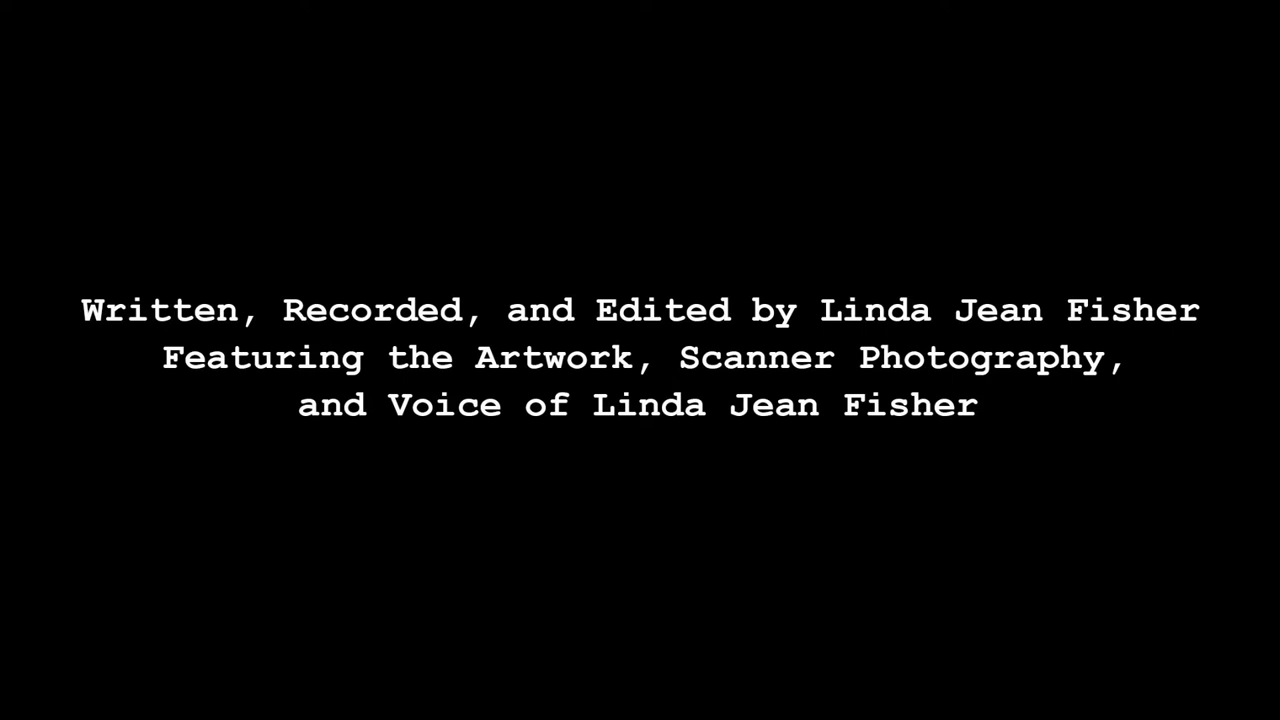 Written, Recorded, and Edited by Linda Jean Fisher
Featuring the Artwork, Scanner Photography,
and Voice of Linda Jean Fisher